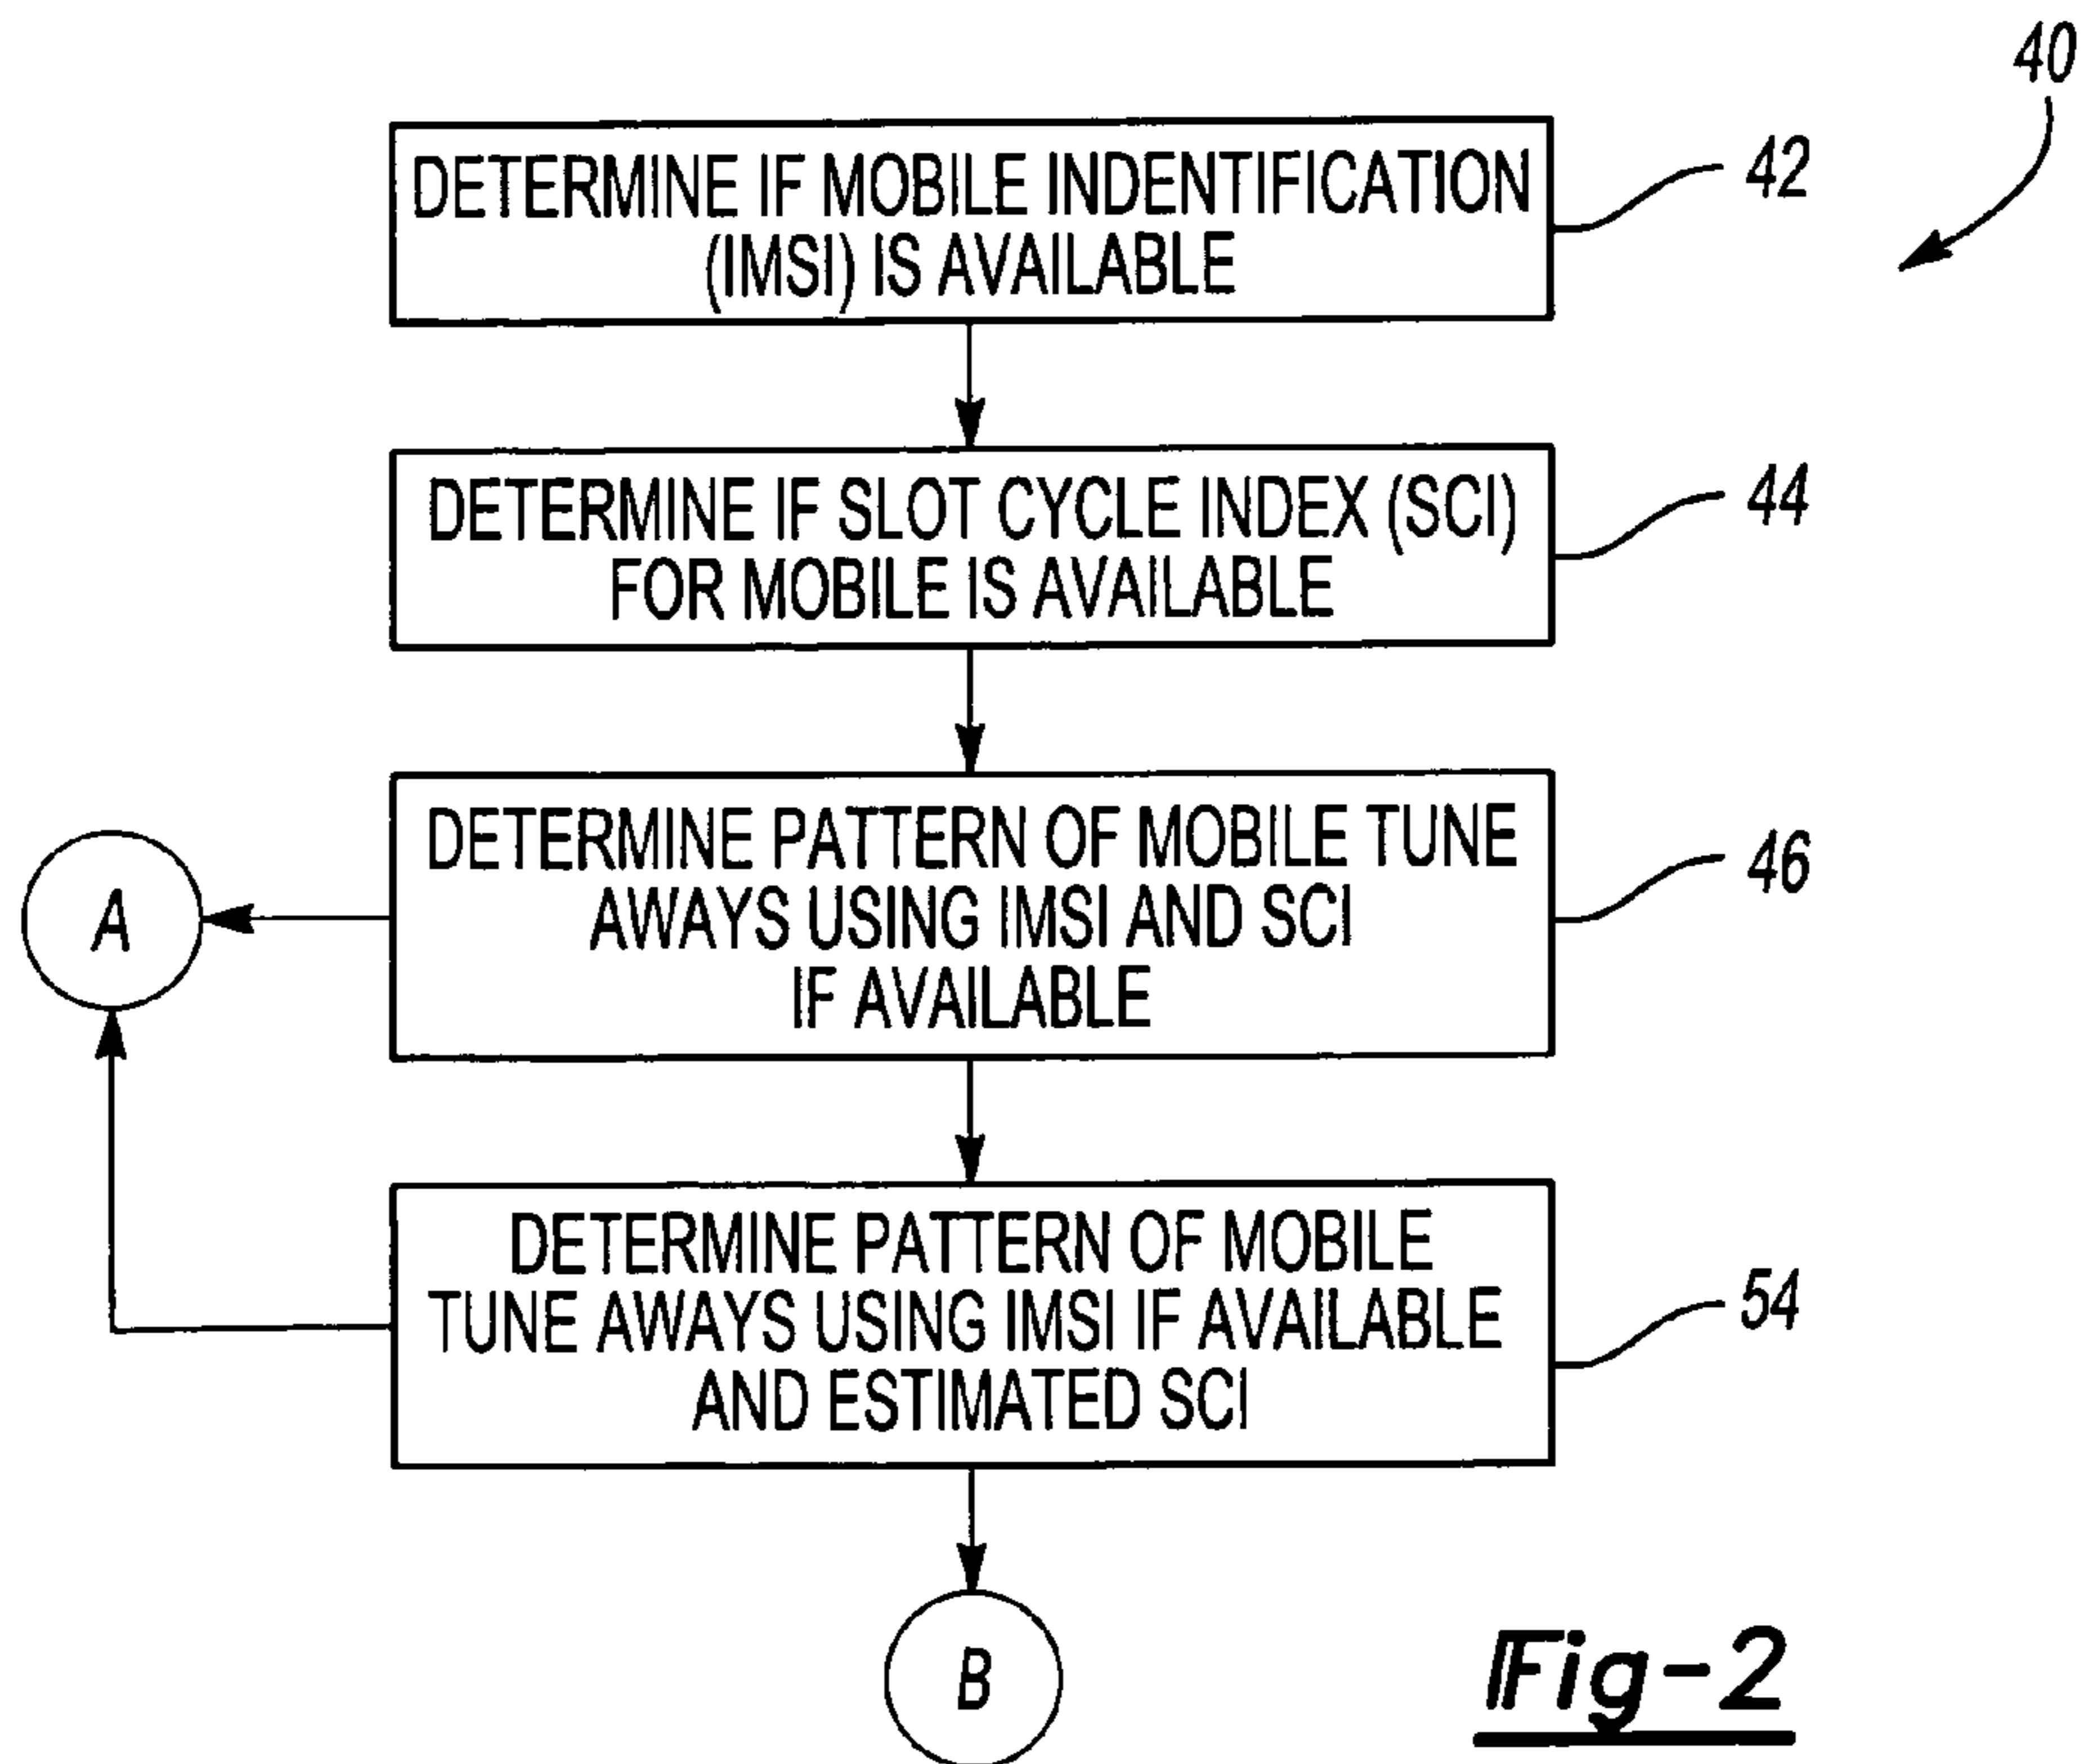 40
DETERMINE IF MOBILE INDENTIFICATION
(IMSI) IS AVAILABLE
42
DETERMINE IF SLOT CYCLE INDEX (SCI)
FOR MOBILE IS AVAILABLE
44
DETERMINE PATTERN OF MOBILE TUNE
AWAYS USING IMSI AND SCI
IF AVAILABLE
46
A
DETERMINE PATTERN OF MOBILE
TUNE AWAYS USING IMSI IF AVAILABLE
AND ESTIMATED SCI
54
B
Fig-2